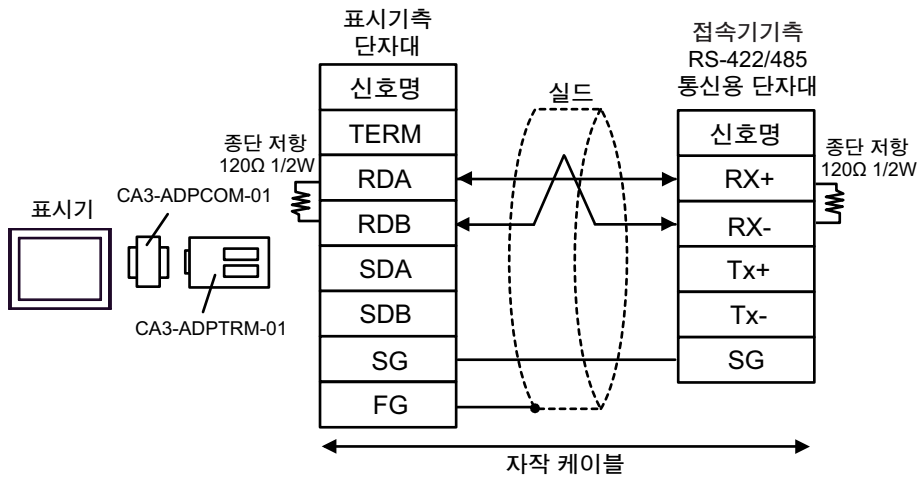 표시기측
단자대
신호명
TERM
RDA
RDB
SDA
SDB
SG
FG
종단 저항
120Ω 1/2W
표시기
CA3-ADPCOM-01
CA3-ADPTRM-01
실드
접속기기측
RS-422/485
통신용 단자대
신호명
RX+
RX-
Tx+
Tx-
SG
종단 저항
120Ω 1/2W
자작 케이블